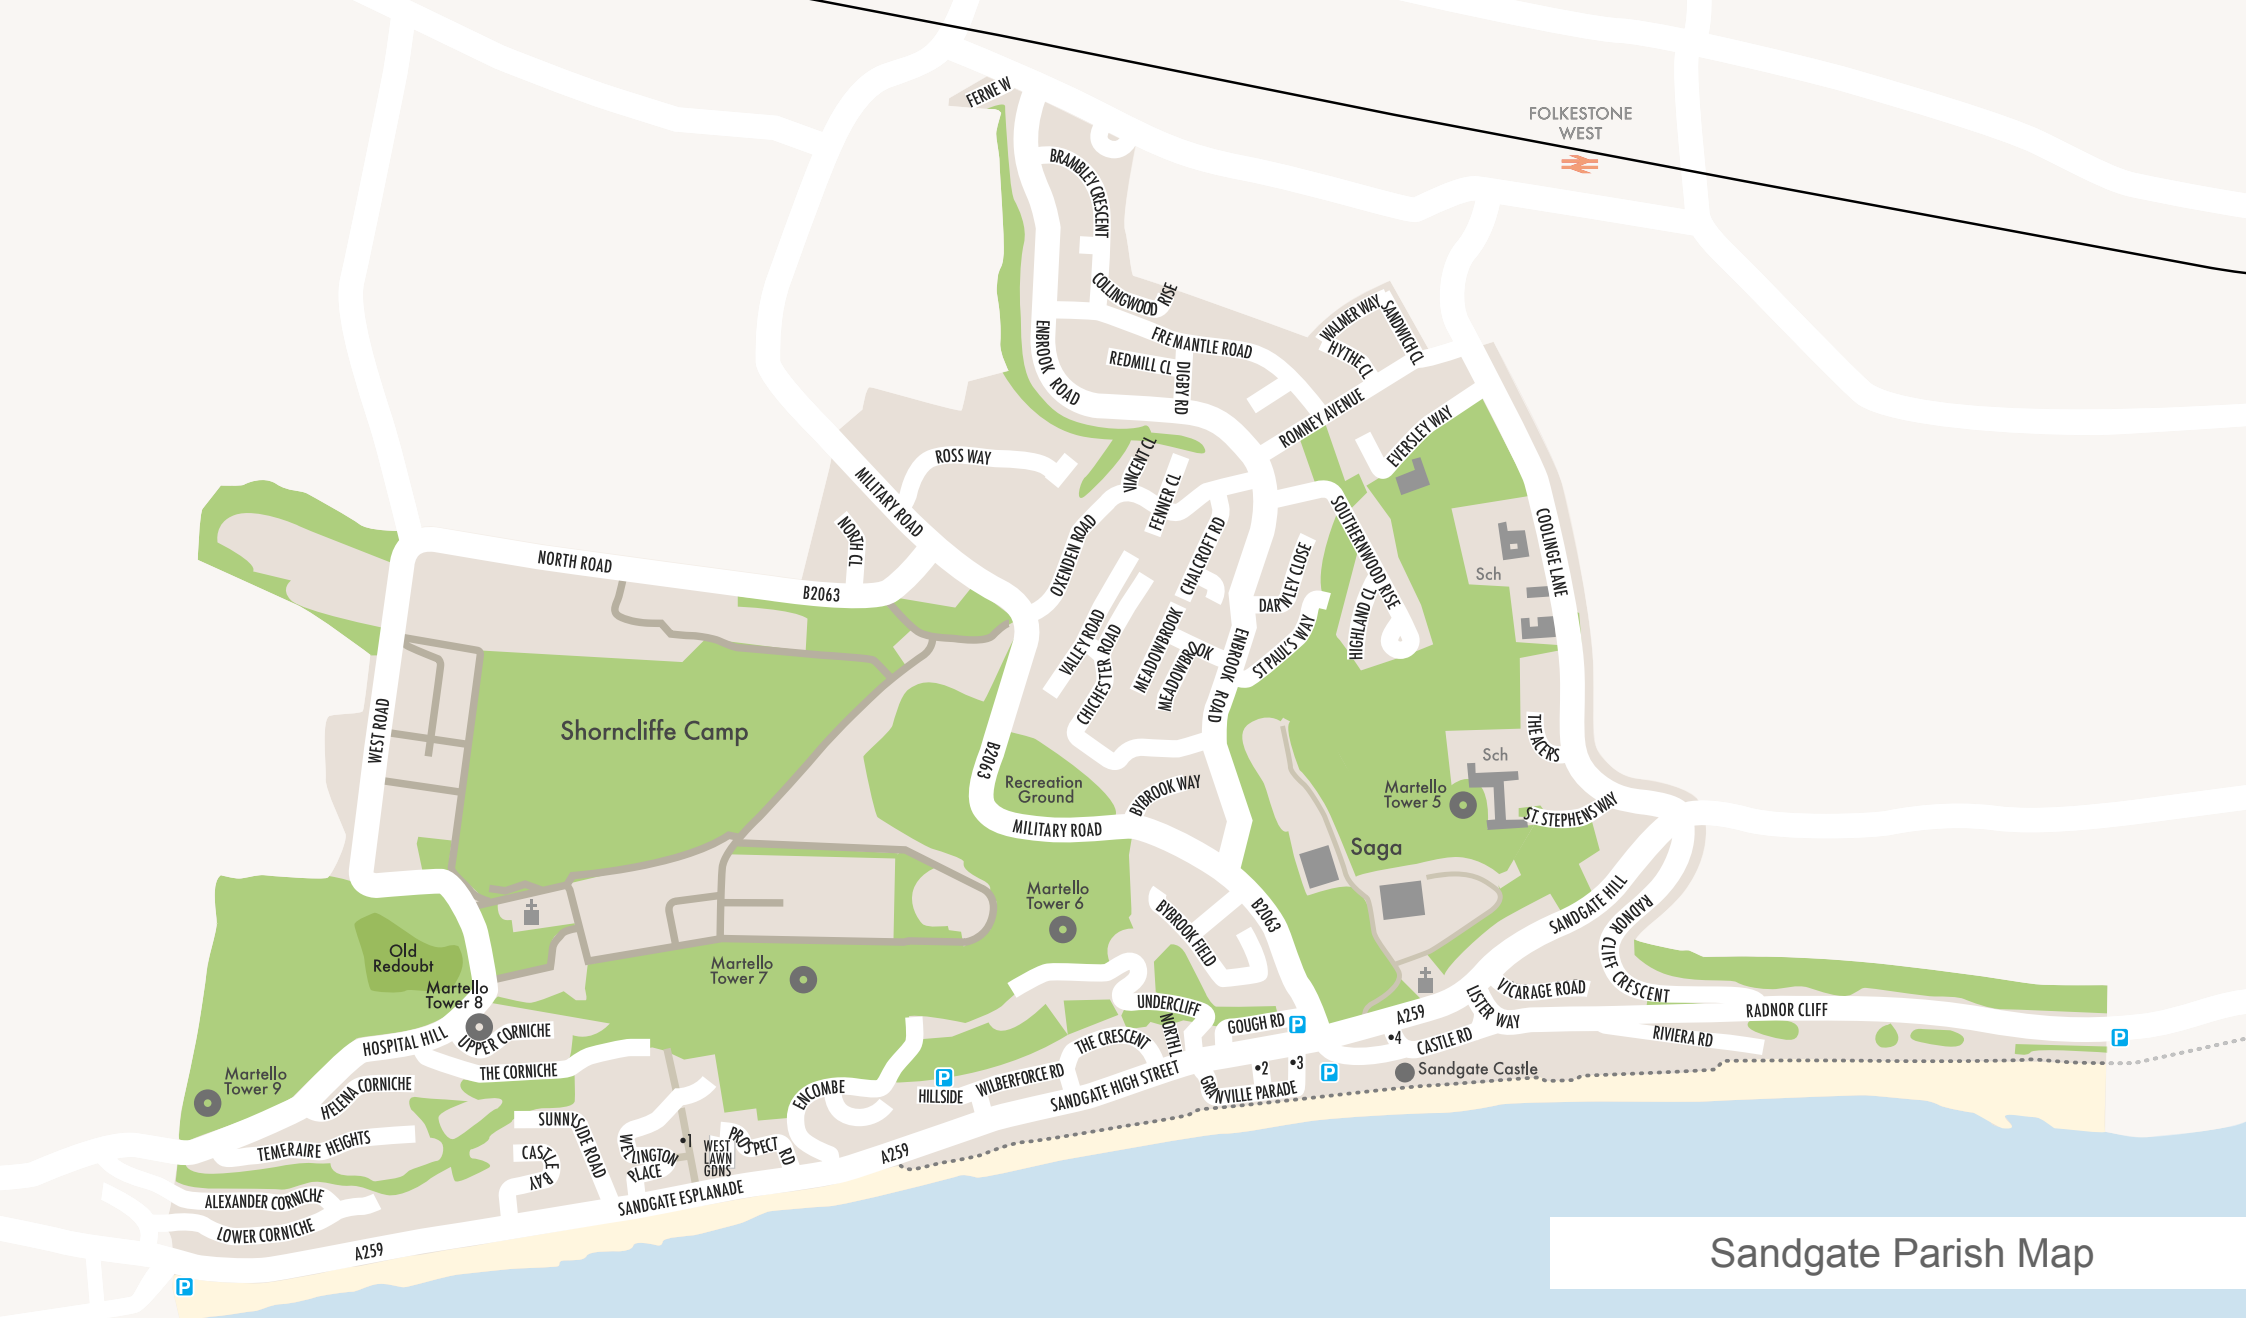 FOLKESTONE
WEST
FERNE W
BRAMBLEY CRESCENT
COLLINGWOOD RISE
FREMANTLE ROAD
REDMILL CL
DIGBY RD
ENBROOK ROAD
WALMER WAY
SANDWICH CL
HYTHE CL
ROMNEY AVENUE
EVERSLEY WAY
ROSS WAY
MILITARY ROAD
NORTH CL
VINCENT CL
FENNER CL
OXENDEN ROAD
CHALCROFT RD
SOUTHERNWOOD RISE
COOLINGE LANE
NORTH ROAD
B2063
Sch
DARNLEY CLOSE
HIGHLAND CL
ST PAUL'S WAY
VALLEY ROAD
CHICHESTER ROAD
MEADOWBROOK
MEADOWBROOK
ENBROOK ROAD
WEST ROAD
Shorncliffe Camp
B2063
Recreation
Ground
BYBROOK WAY
MILITARY ROAD
THE ACERS
Sch
Martello
Tower 5
ST. STEPHENS WAY
Saga
Martello
Tower 6
BYBROOK FIELD
B2063
SANDGATE HILL
RADNOR CLIFF CRESCENT
Old
Redoubt
Martello
Tower 7
Martello
Tower 8
HOSPITAL HILL
UPPER CORNICHE
THE CORNICHE
UNDERCLIFF
NORTH L
GOUGH RD
P
A259
LISTER WAY
VICARAGE ROAD
RADNOR CLIFF
RIVIERA RD
P
•4
CASTLE RD
Sandgate Castle
•2
•3
P
THE CRESCENT
WILBERFORCE RD
SANDGATE HIGH STREET
GRANVILLE PARADE
P
HILLSIDE
ENCOMBE
Martello
Tower 9
HELENA CORNICHE
TEMERAIRE HEIGHTS
SUNNYSIDE ROAD
CASTLE BAY
WELLINGTON
PLACE
•1
WEST
LAWN
GDNS
PROSPECT RD
A259
SANDGATE ESPLANADE
ALEXANDER CORNICHE
LOWER CORNICHE
A259
P
Sandgate Parish Map